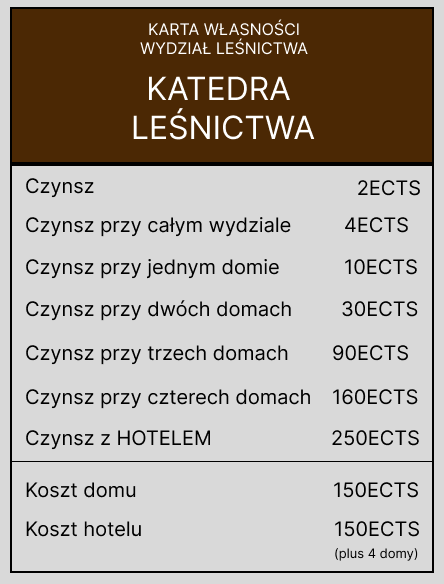 KARTA WŁASNOŚCI
WYDZIAŁ LEŚNICTWA
KATEDRA
LEŚNICTWA
Czynsz 2ECTS
Czynsz przy całym wydziale 4ECTS
Czynsz przy jednym domie 10ECTS
Czynsz przy dwóch domach 30ECTS
Czynsz przy trzech domach 90ECTS
Czynsz przy czterech domach 160ECTS
Czynsz z HOTELEM 250ECTS
Koszt domu 150ECTS
Koszt hotelu 150ECTS
(plus 4 domy)